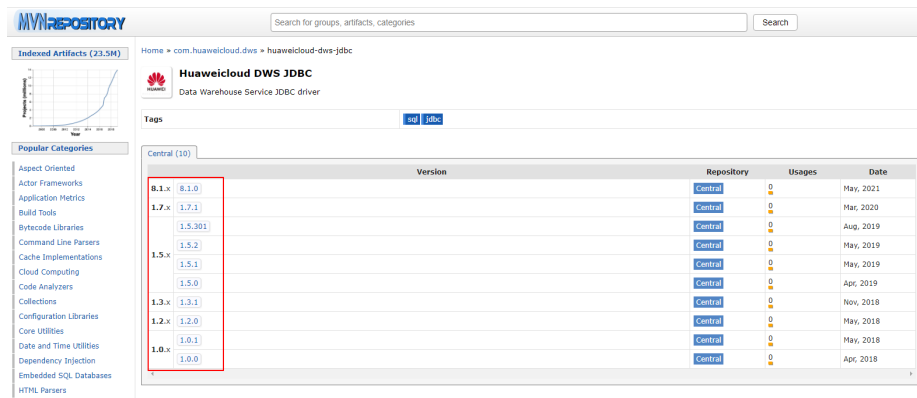 MVNREPOSITORY
Search for groups, artifacts, categories
Search
Indexed Artifacts (23.5M)
Projects (millions)
Year
Popular Categories
Aspect Oriented
Actor Frameworks
Application Metrics
Build Tools
Bytecode Libraries
Command Line Parsers
Cache Implementations
Cloud Computing
Code Analyzers
Collections
Configuration Libraries
Core Utilities
Date and Time Utilities
Dependency Injection
Embedded SQL Databases
HTML Parsers
Home » com.huaweicloud.dws » huaweicloud-dws-jdbc
HUAWEI
Huaweicloud DWS JDBC
Data Warehouse Service JDBC driver
Tags sql jdbc
Central (10)
Version Repository Usages Date
8.1.x 8.1.0 Central 0 May, 2021
1.7.x 1.7.1 Central 0 Mar, 2020
1.5.x 1.5.301 Central 0 Aug, 2019
1.5.2 Central 0 May, 2019
1.5.1 Central 0 May, 2019
1.5.0 Central 0 Apr, 2019
1.3.x 1.3.1 Central 0 Nov, 2018
1.2.x 1.2.0 Central 0 May, 2018
1.0.x 1.0.1 Central 0 May, 2018
1.0.0 Central 0 Apr, 2018